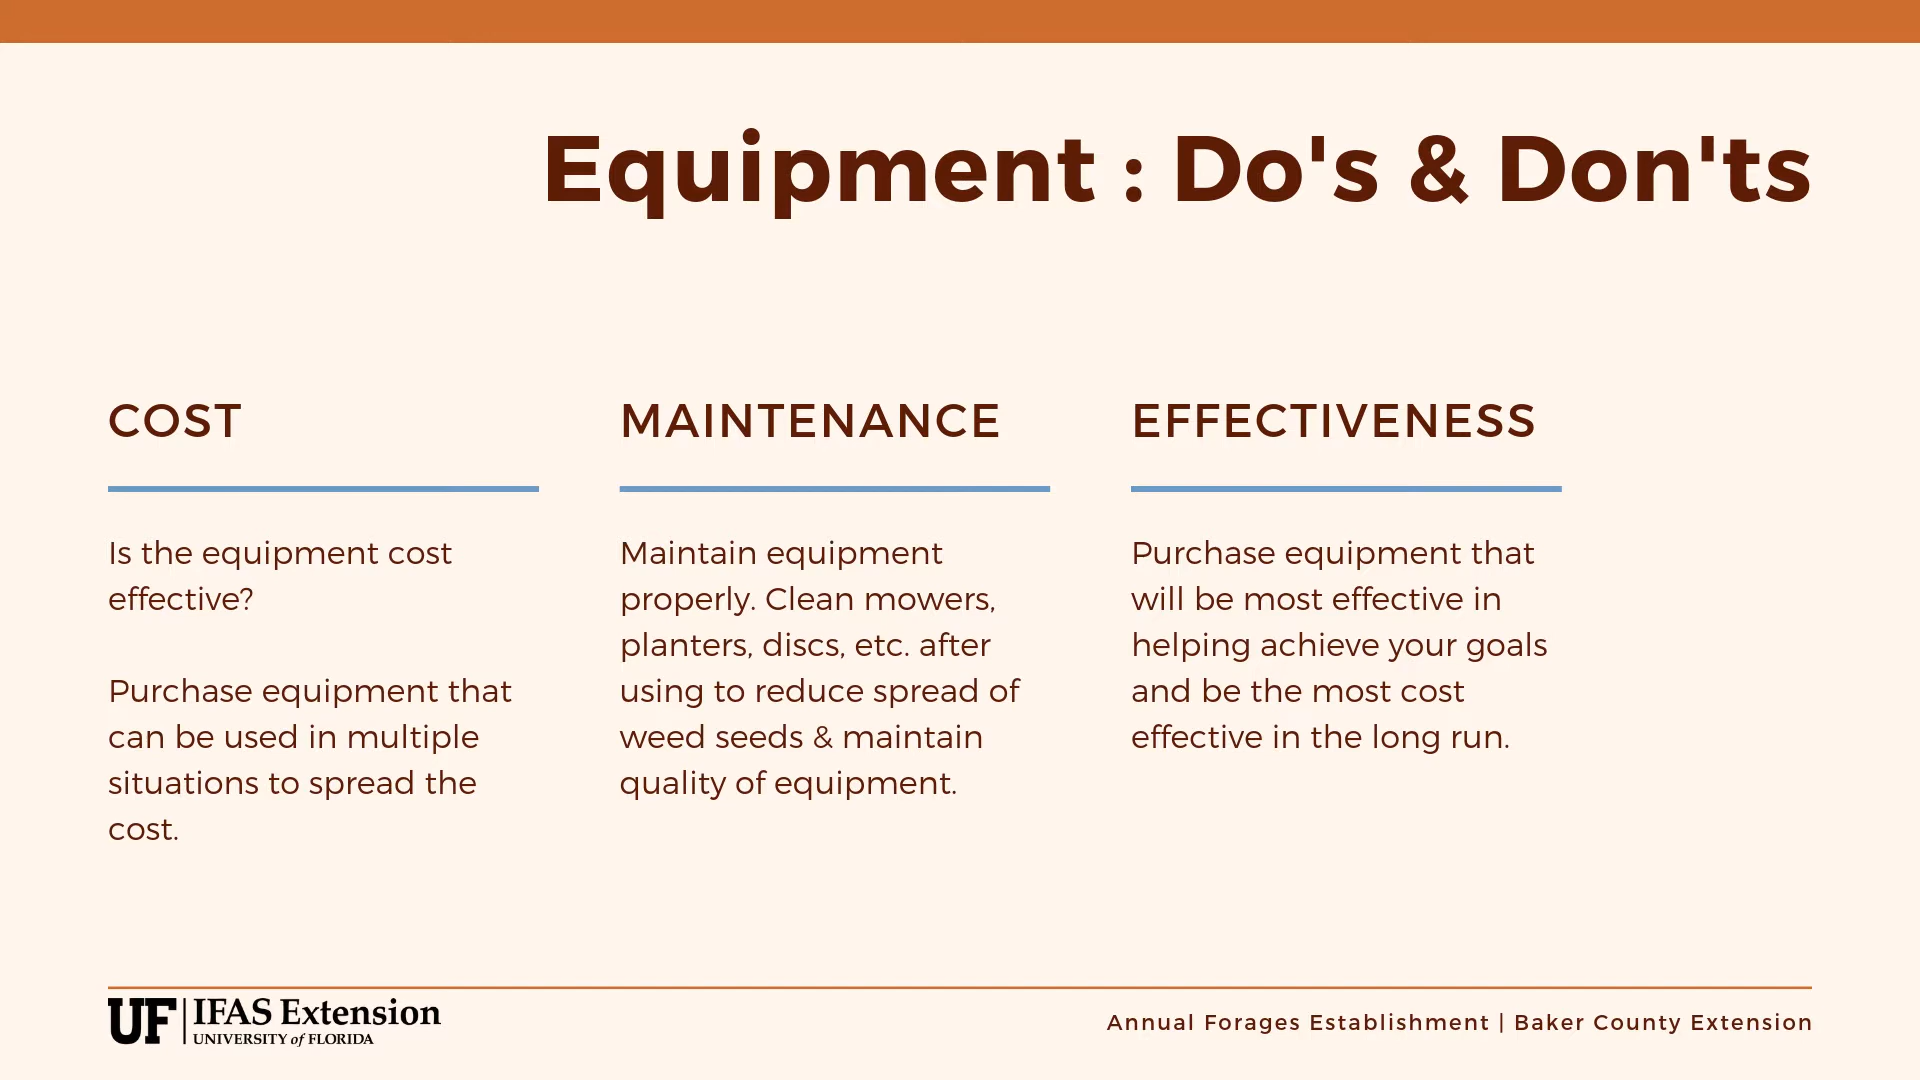 Equipment : Do's & Don'ts
COST
Is the equipment cost
effective?
Purchase equipment that
can be used in multiple
situations to spread the
cost.
MAINTENANCE
Maintain equipment
properly. Clean mowers,
planters, discs, etc. after
using to reduce spread of
weed seeds & maintain
quality of equipment.
EFFECTIVENESS
Purchase equipment that
will be most effective in
helping achieve your goals
and be the most cost
effective in the long run.
UF IFAS Extension
UNIVERSITY of FLORIDA
Annual Forages Establishment | Baker County Extension